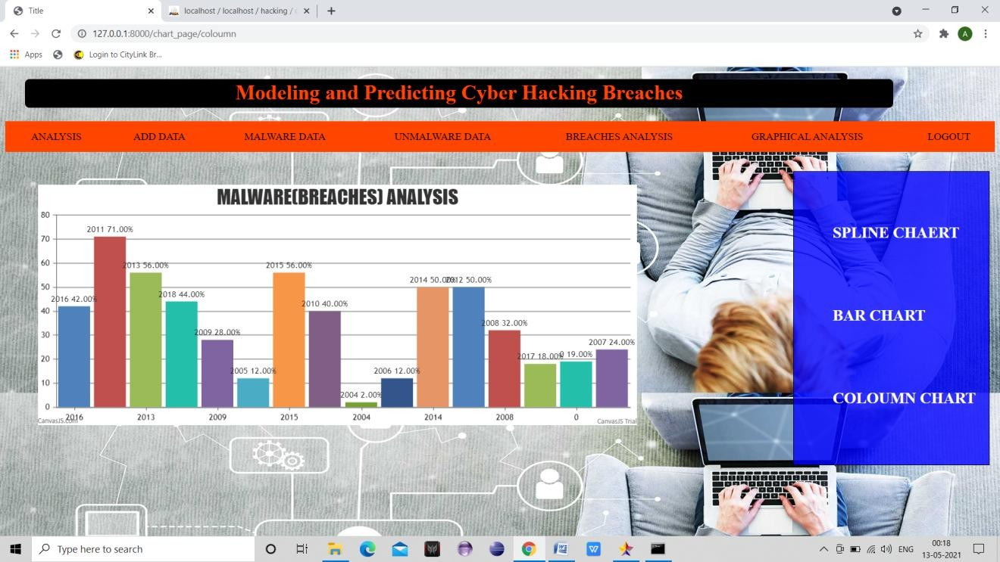 Title
localhost / localhost / hacking /
127.0.0.1:8000/chart_page/coloumn
A
Apps
Login to CityLink Br...
Modeling and Predicting Cyber Hacking Breaches
ANALYSIS ADD DATA MALWARE DATA UNMALWARE DATA BREACHES ANALYSIS GRAPHICAL ANALYSIS LOGOUT
MALWARE(BREACHES) ANALYSIS
80
70
60
50
40
30
20
10
0
2016 42.00%
2011 71.00%
2013 56.00%
2018 44.00%
2009 28.00%
2005 12.00%
2015 56.00%
2010 40.00%
2004 2.00%
2006 12.00%
2014 50.00%
2012 50.00%
2008 32.00%
2017 18.00%
0 19.00%
2007 24.00%
2016 2013 2009 2015 2004 2014 2008 0
CanvasJS.com
CanvasJS Trial
SPLINE CHAERT
BAR CHART
COLOUMN CHART
Type here to search
ENG
00:18
13-05-2021